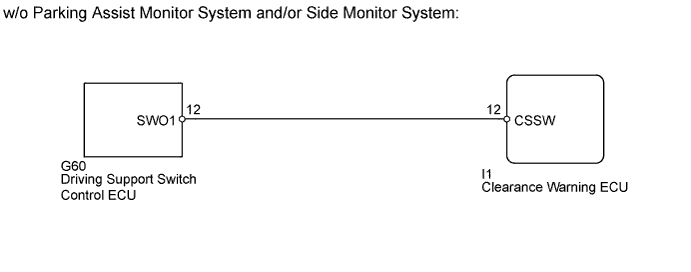 w/o Parking Assist Monitor System and/or Side Monitor System:
12
12
SWO1
CSSW
G60
Driving Support Switch
Control ECU
I1
Clearance Warning ECU